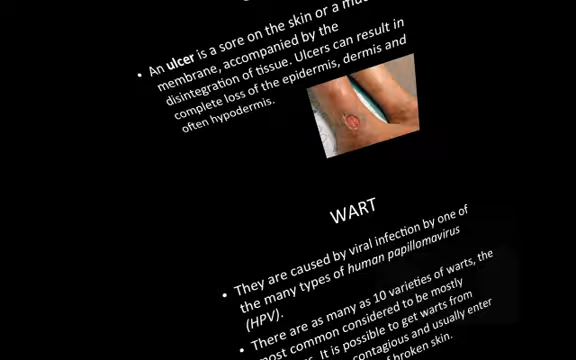 • An ulcer is a sore on the skin or a
membrane, accompanied by the
disintegration of tissue. Ulcers can result in
complete loss of the epidermis, dermis and
often hypodermis.
WART
• They are caused by viral infection by one of
the many types of human papillomavirus
(HPV).
• There are as many as 10 varieties of warts, the
most common considered to be mostly
It is possible to get warts from
contagious and usually enter
of broken skin.